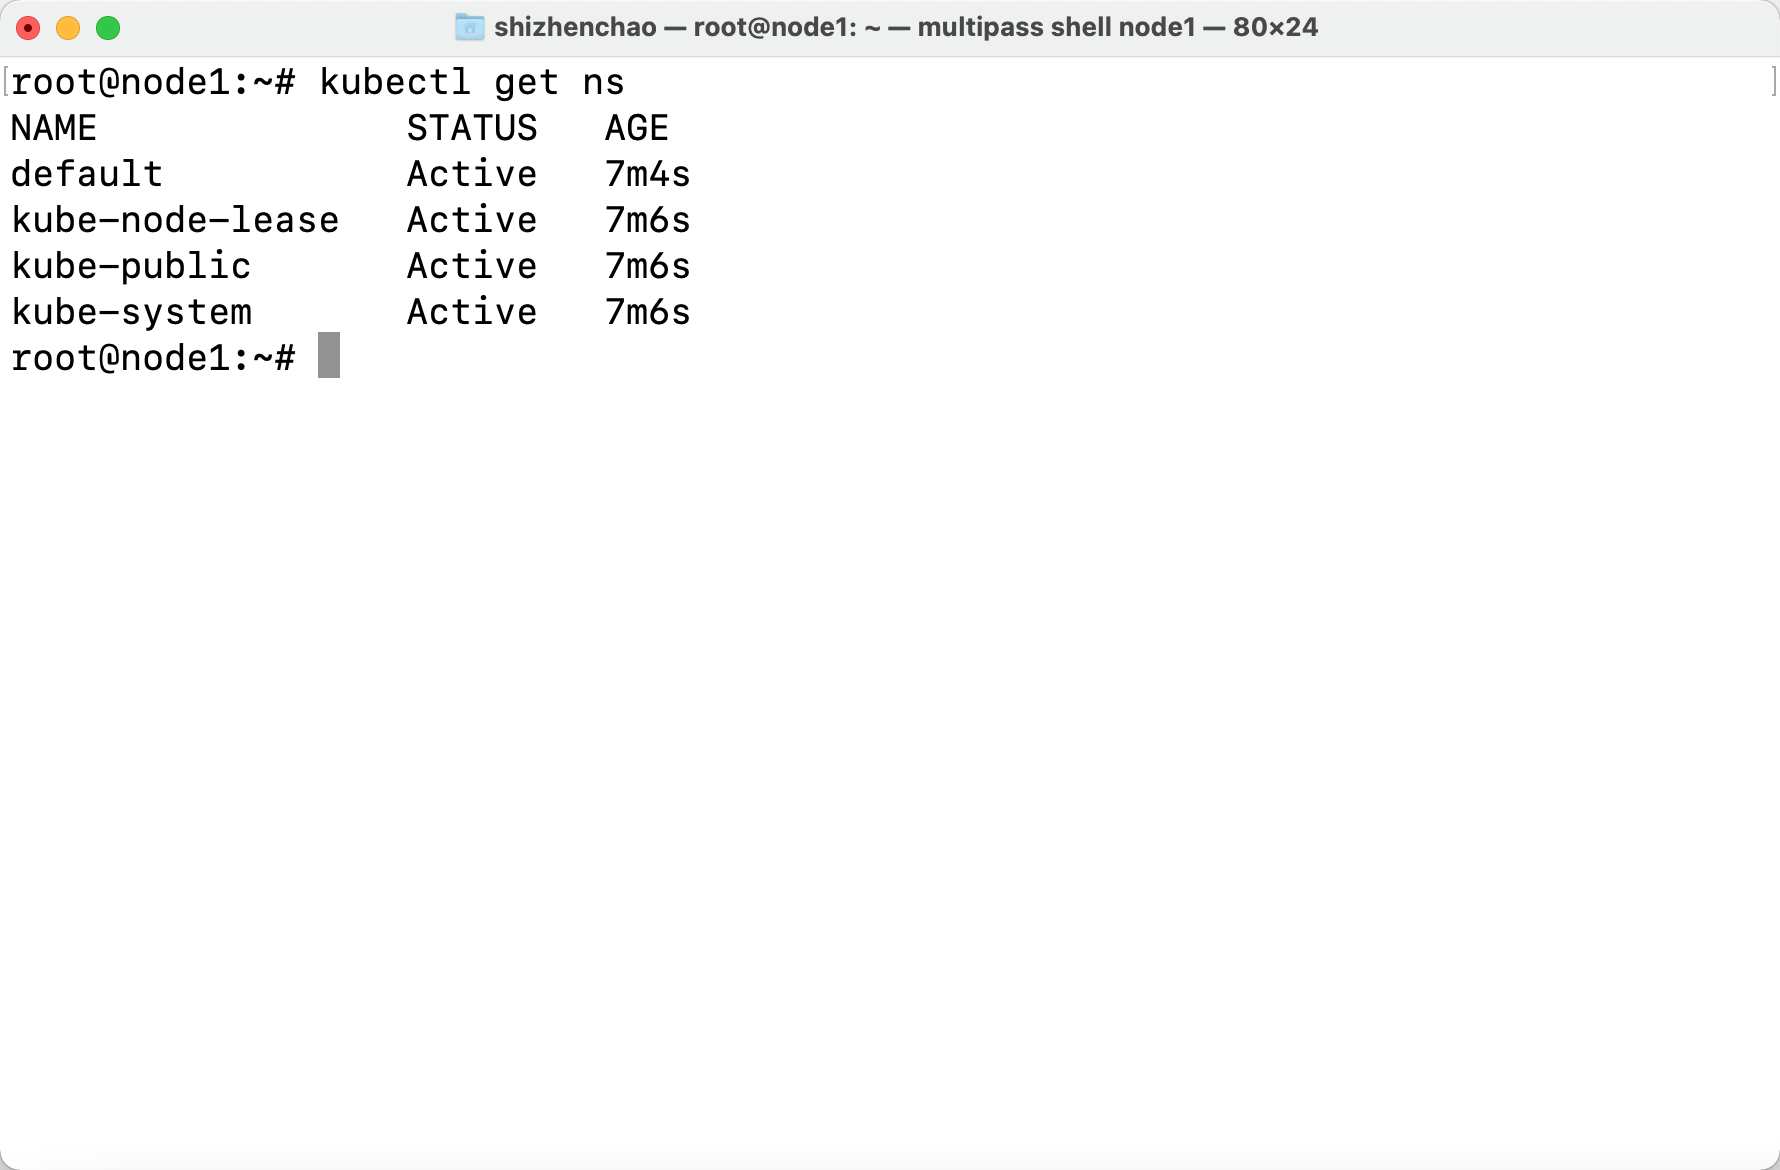 shizhenchao — root@node1: ~ — multipass shell node1 — 80×24
[root@node1:~# kubectl get ns ]
NAME STATUS AGE
default Active 7m4s
kube-node-lease Active 7m6s
kube-public Active 7m6s
kube-system Active 7m6s
root@node1:~#